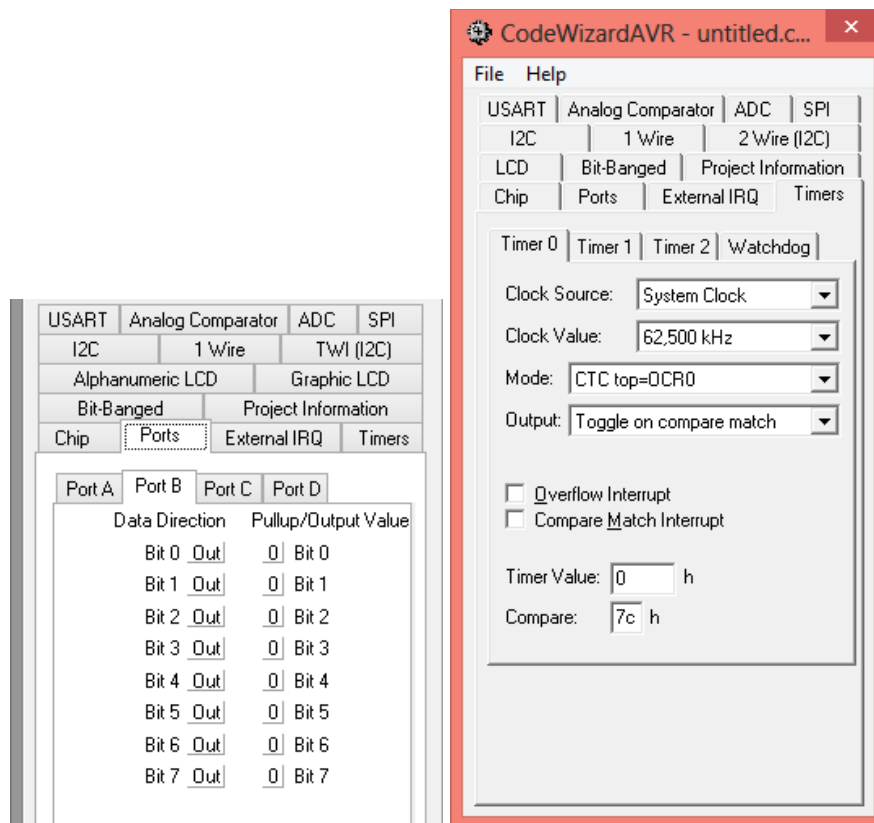 USART Analog Comparator ADC SPI
I2C 1 Wire TWI (I2C)
Alphanumeric LCD Graphic LCD
Bit-Banged Project Information
Chip Ports External IRQ Timers
Port A Port B Port C Port D
Data Direction Pullup/Output Value
Bit 0 Out 0 Bit 0
Bit 1 Out 0 Bit 1
Bit 2 Out 0 Bit 2
Bit 3 Out 0 Bit 3
Bit 4 Out 0 Bit 4
Bit 5 Out 0 Bit 5
Bit 6 Out 0 Bit 6
Bit 7 Out 0 Bit 7
CodeWizardAVR - untitled.c...
File Help
USART Analog Comparator ADC SPI
I2C 1 Wire 2 Wire (I2C)
LCD Bit-Banged Project Information
Chip Ports External IRQ Timers
Timer 0 Timer 1 Timer 2 Watchdog
Clock Source: System Clock
Clock Value: 62,500 kHz
Mode: CTC top=OCR0
Output: Toggle on compare match
Overflow Interrupt
Compare Match Interrupt
Timer Value: 0 h
Compare: 7c h